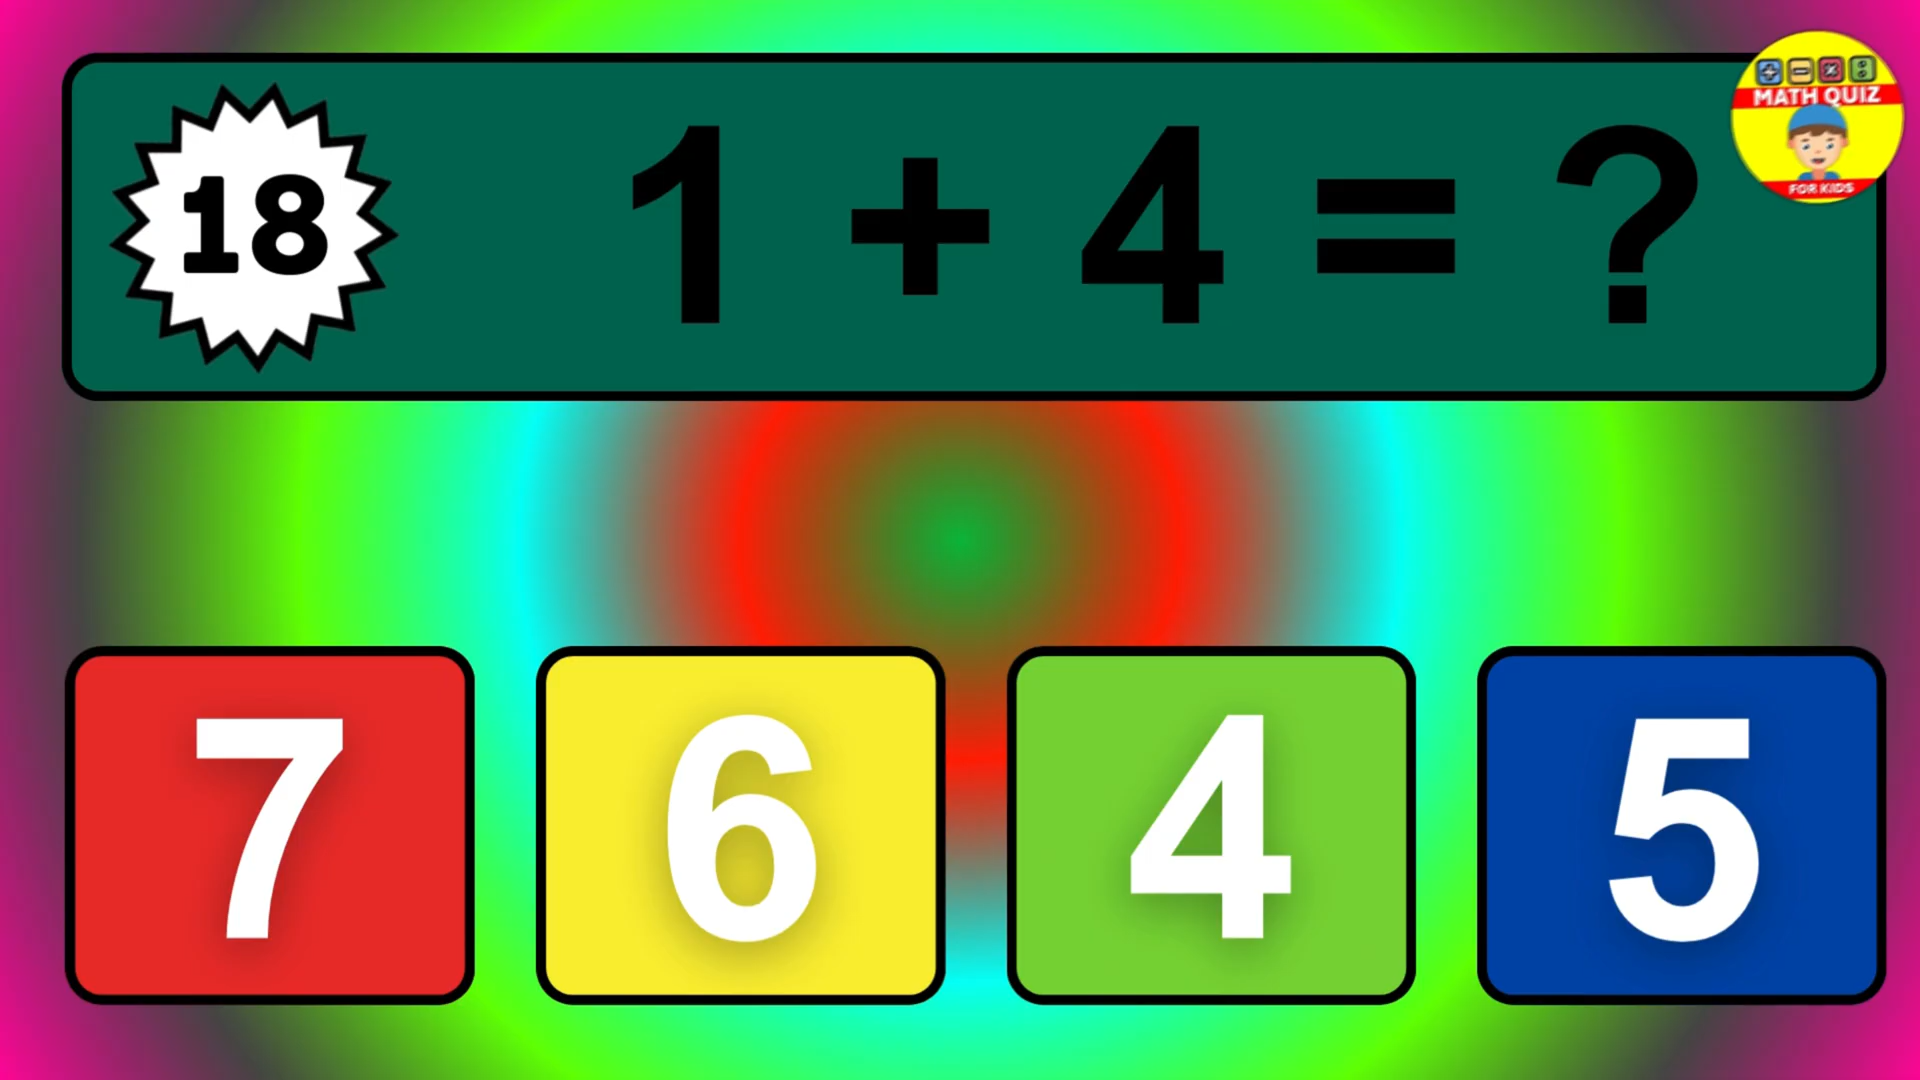 18
1 + 4 = ?
+ - × ÷
MATH QUIZ
FOR KIDS
7 6 4 5